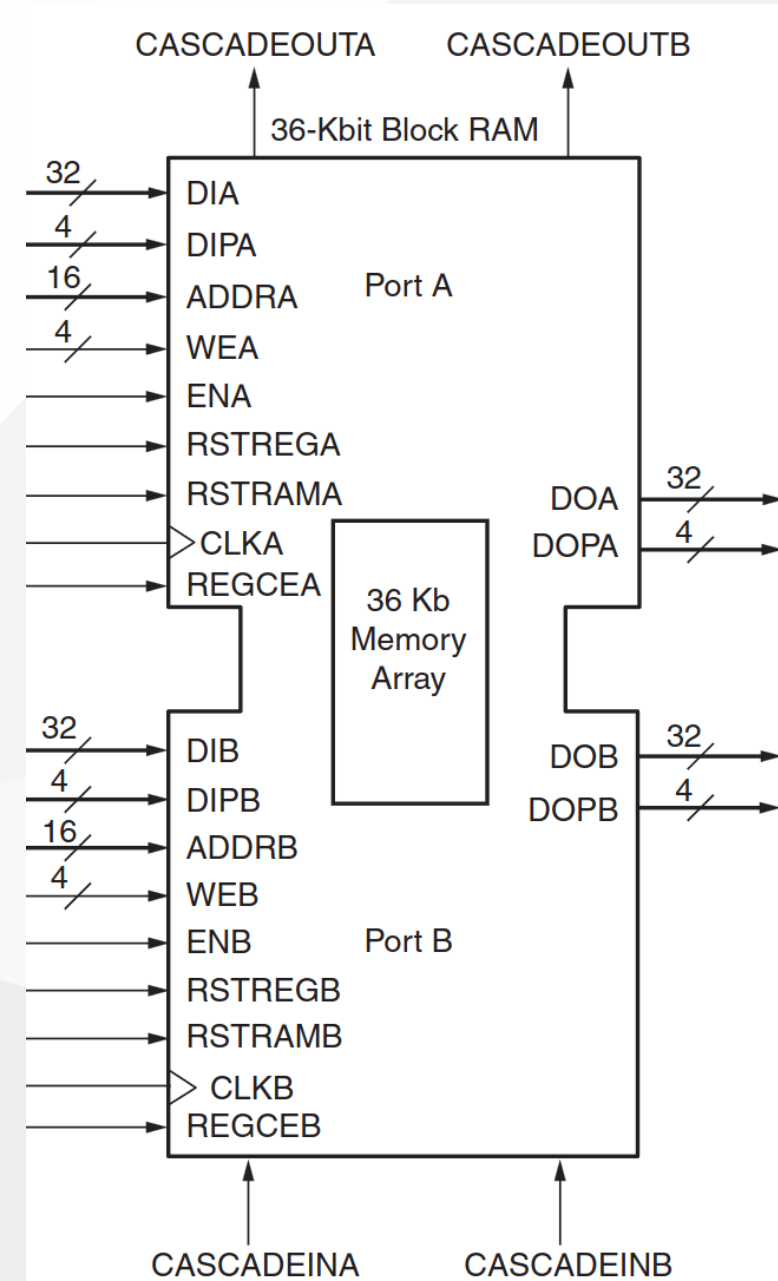 CASCADEOUTA CASCADEOUTB
36-Kbit Block RAM
32 DIA
4 DIPA
16 ADDRA Port A
4 WEA
ENA
RSTREGA
RSTRAMA DOA 32
CLKA DOPA 4
REGCEA
36 Kb
Memory
Array
32 DIB DOB 32
4 DIPB DOPB 4
16 ADDRB
4 WEB
ENB Port B
RSTREGB
RSTRAMB
CLKB
REGCEB
CASCADEINA CASCADEINB